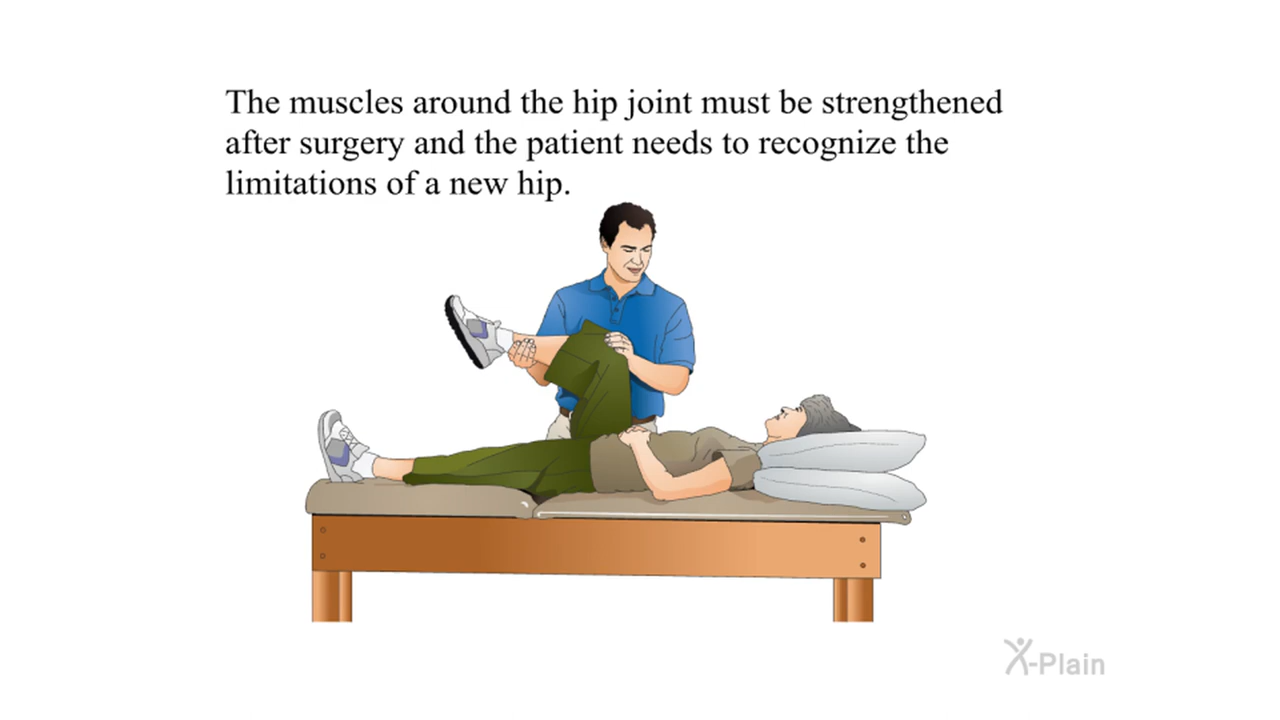 The muscles around the hip joint must be strengthened
after surgery and the patient needs to recognize the
limitations of a new hip.
X-Plain